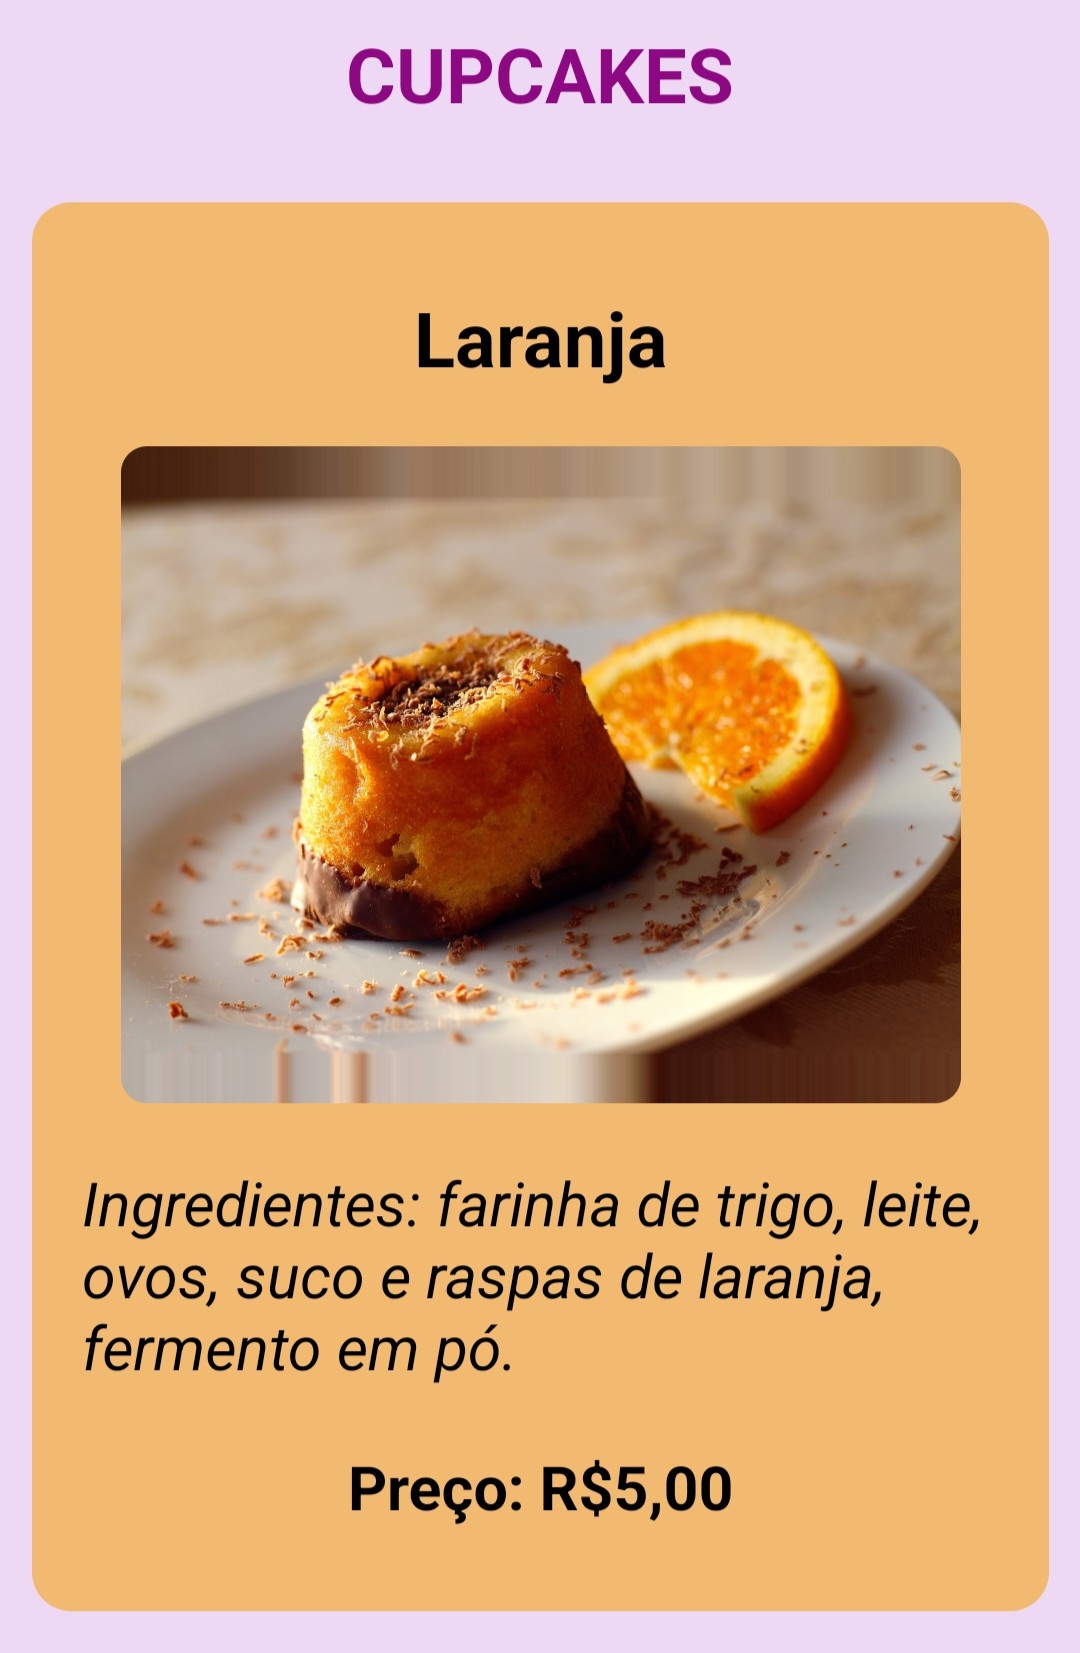 CUPCAKES
Laranja
Ingredientes: farinha de trigo, leite,
ovos, suco e raspas de laranja,
fermento em pó.
Preço: R$5,00